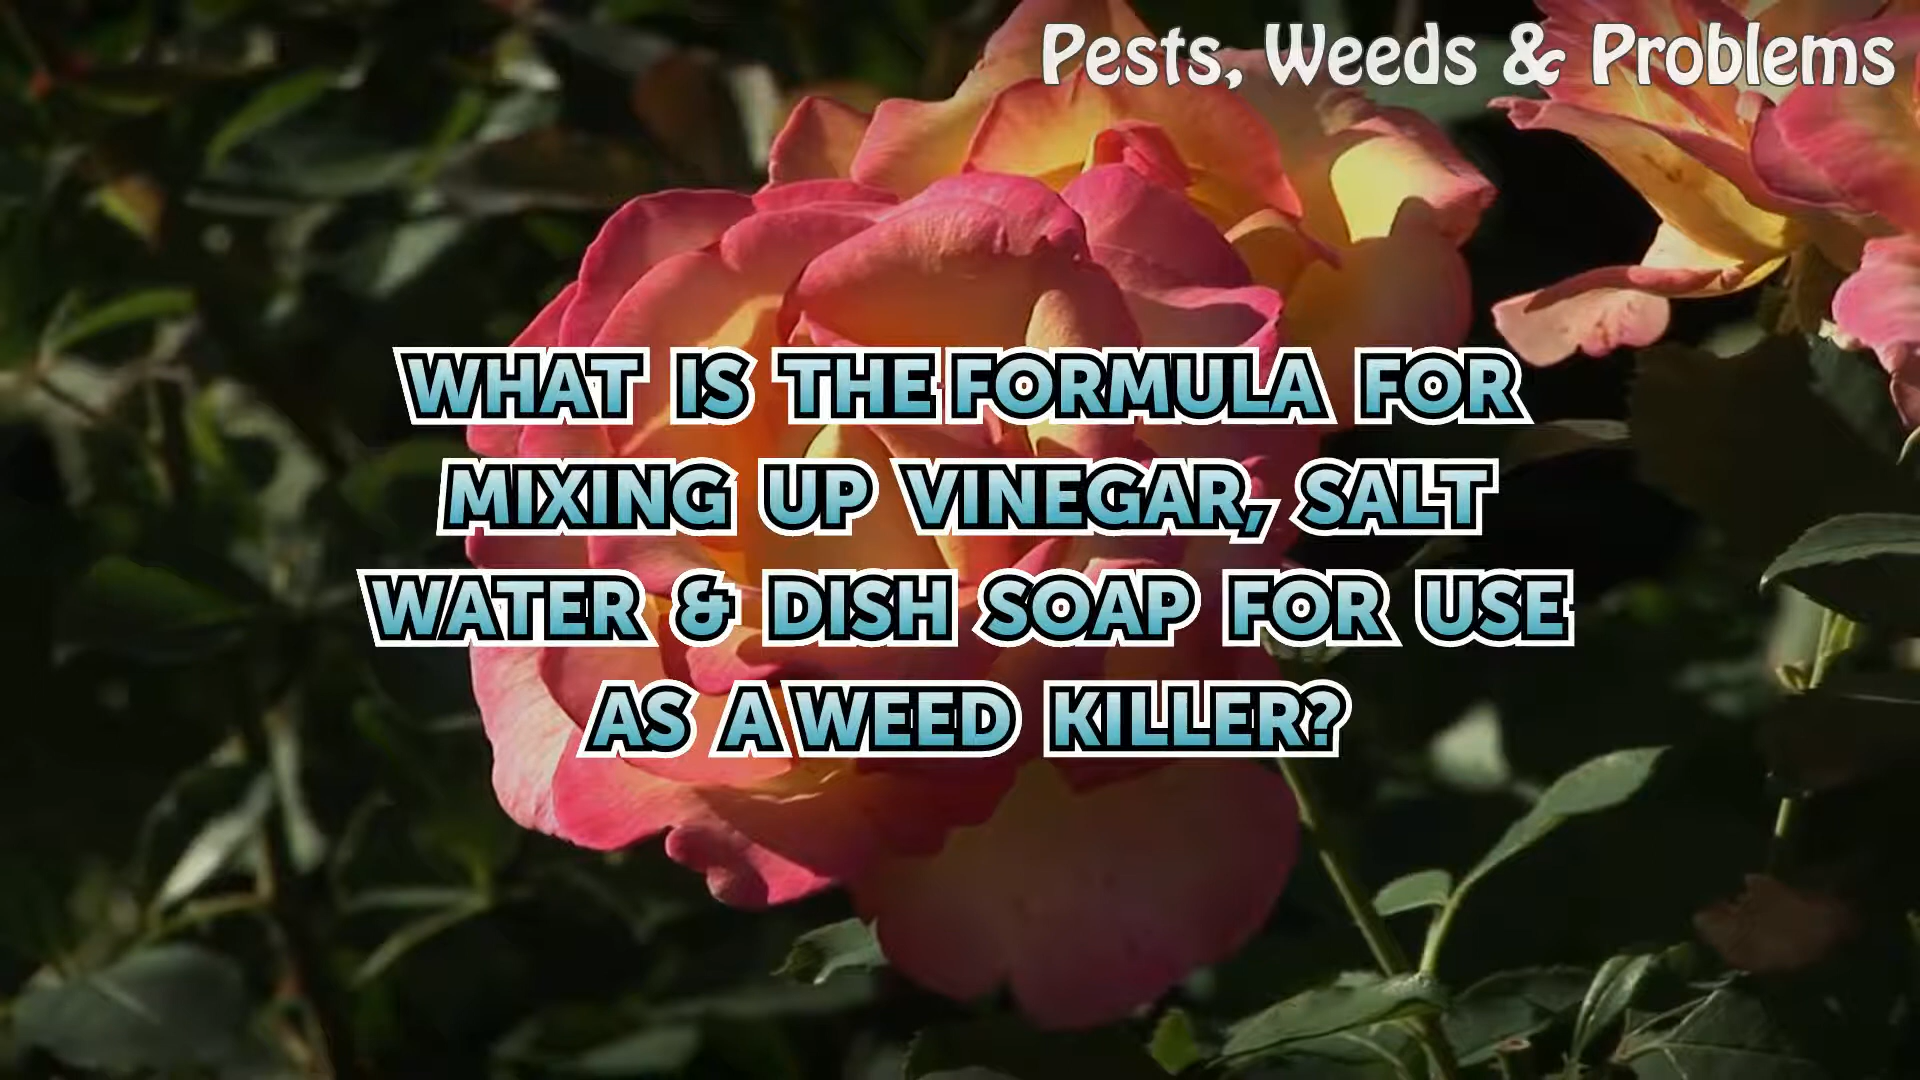 Pests, Weeds & Problems
WHAT IS THE FORMULA FOR
MIXING UP VINEGAR, SALT
WATER & DISH SOAP FOR USE
AS A WEED KILLER?